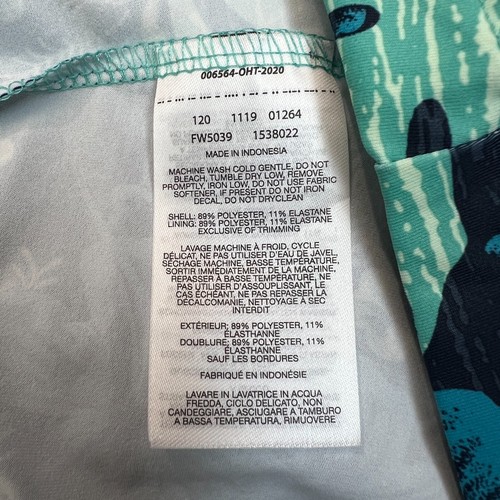 006564-OHT-2020
120 1119 01264
FW5039 1538022
MADE IN INDONESIA
MACHINE WASH COLD GENTLE, DO NOT
BLEACH, TUMBLE DRY LOW, REMOVE
PROMPTLY, IRON LOW, DO NOT USE FABRIC
SOFTENER, IF PRESENT DO NOT IRON
DECAL, DO NOT DRYCLEAN
SHELL: 89% POLYESTER, 11% ELASTANE
LINING: 89% POLYESTER, 11% ELASTANE
EXCLUSIVE OF TRIMMING
LAVAGE MACHINE À FROID, CYCLE
DÉLICAT, NE PAS UTILISER D'EAU DE JAVEL,
SÉCHAGE MACHINE, BASSE TEMPÉRATURE,
SORTIR IMMÉDIATEMENT DE LA MACHINE,
REPASSER À BASSE TEMPÉRATURE, NE
PAS UTILISER D'ASSOUPLISSANT, LE
CAS ÉCHÉANT, NE PAS REPASSER LA
DÉCALCOMANIE, NETTOYAGE À SEC
INTERDIT
EXTÉRIEUR; 89% POLYESTER, 11%
ÉLASTHANNE
DOUBLURE; 89% POLYESTER, 11%
ÉLASTHANNE
SAUF LES BORDURES
FABRIQUÉ EN INDONÉSIE
LAVARE IN LAVATRICE IN ACQUA
FREDDA, CICLO DELICATO, NON
CANDEGGIARE, ASCIUGARE A TAMBURO
A BASSA TEMPERATURA, RIMUOVERE